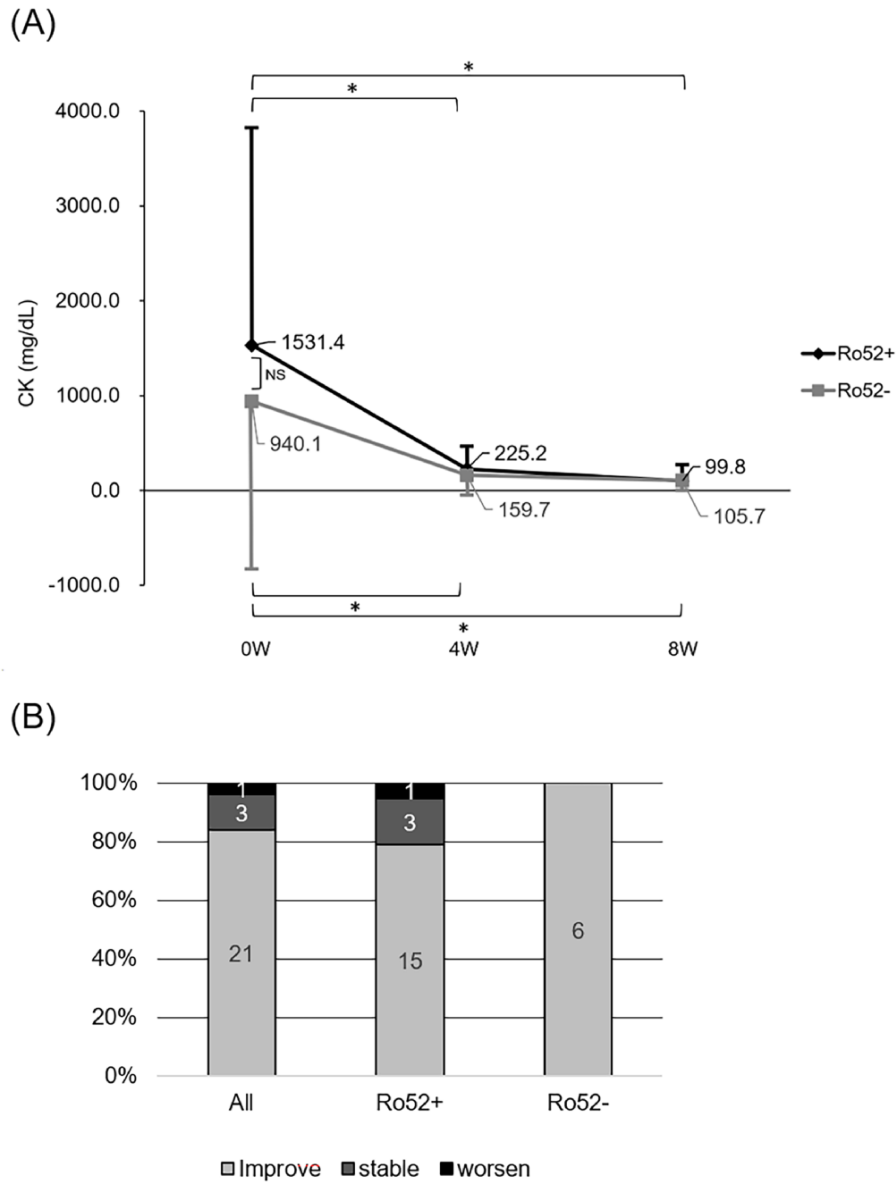 (A)
*
*
4000.0
3000.0
2000.0
1000.0
0.0
-1000.0
CK (mg/dL)
1531.4
NS
940.1
225.2
159.7
99.8
105.7
Ro52+
Ro52-
*
*
0W 4W 8W
(B)
100%
80%
60%
40%
20%
0%
1 1
3 3
21 15 6
All Ro52+ Ro52-
Improve stable worsen